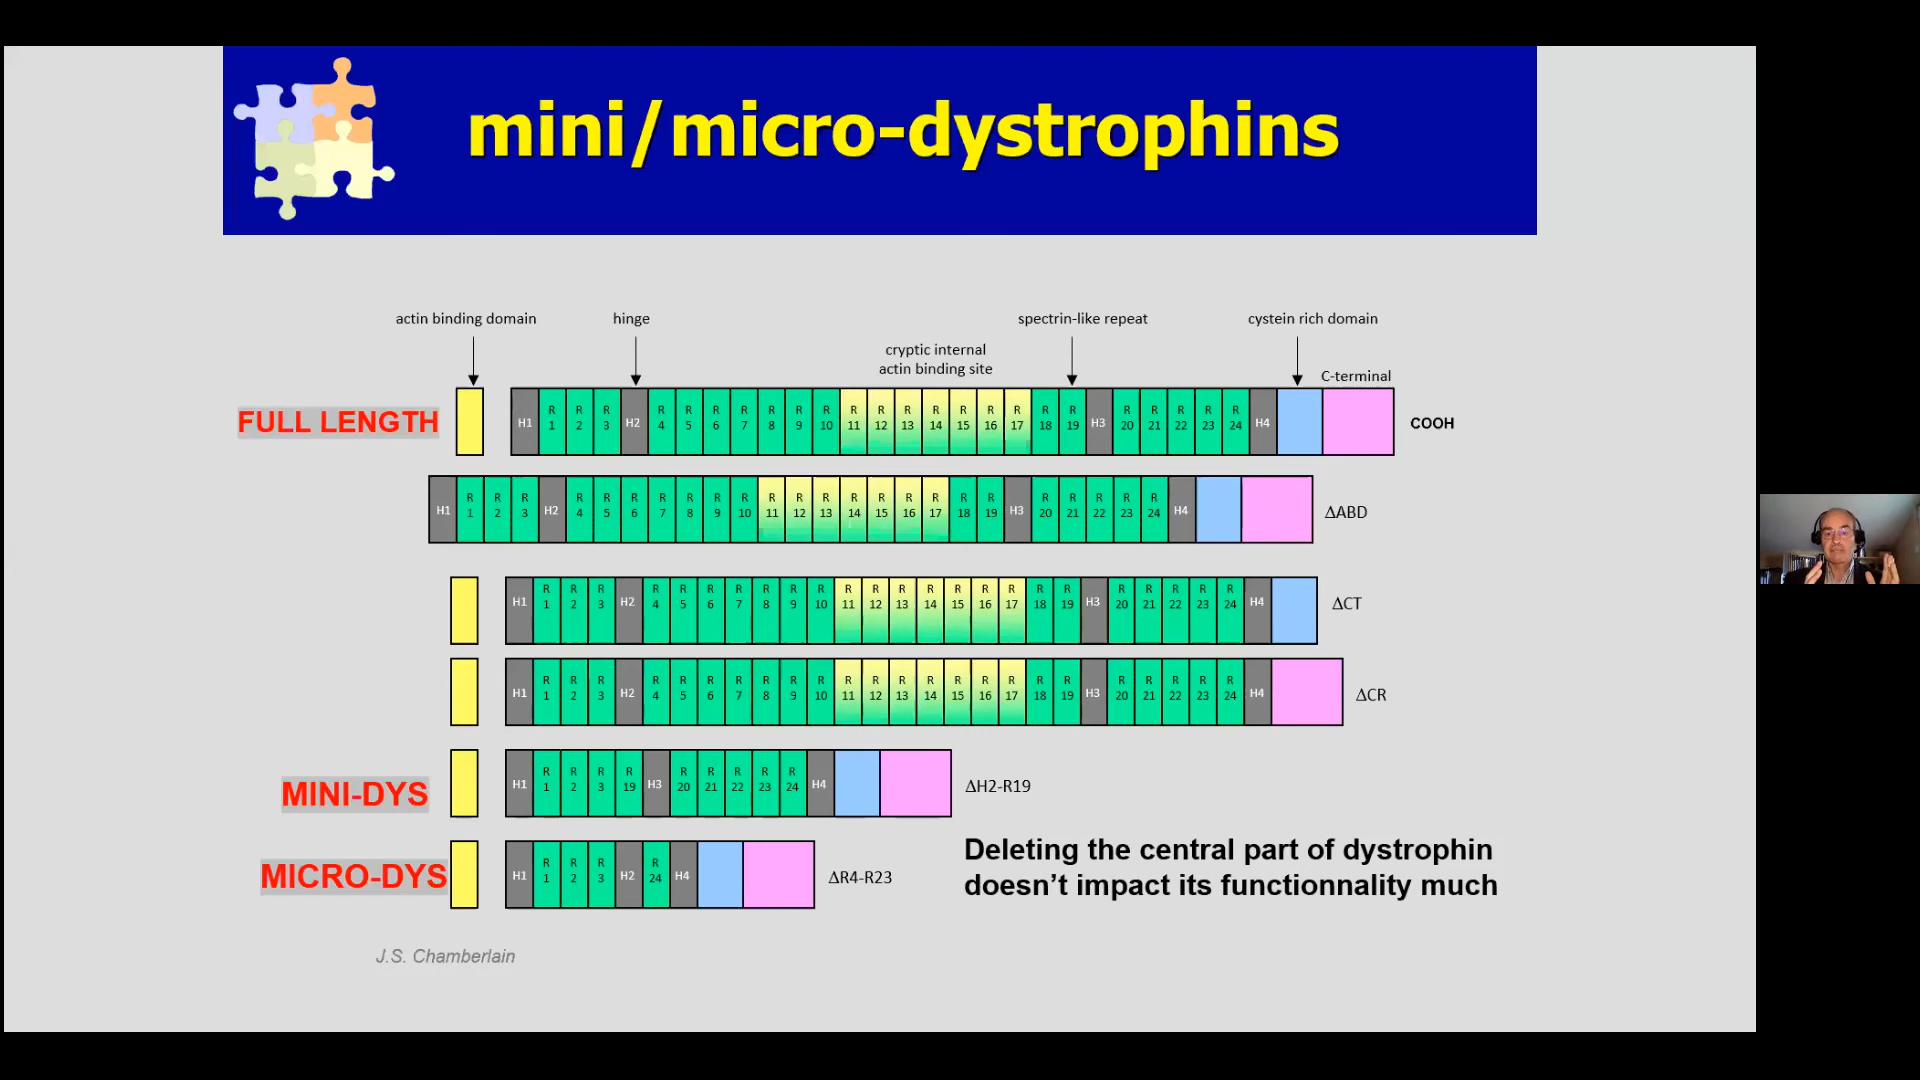 mini/micro-dystrophins
actin binding domain
hinge
spectrin-like repeat
cystein rich domain
cryptic internal
actin binding site
C-terminal
FULL LENGTH
H1 R 1 R 2 R 3 H2 R 4 R 5 R 6 R 7 R 8 R 9 R 10 R 11 R 12 R 13 R 14 R 15 R 16 R 17 R 18 R 19 H3 R 20 R 21 R 22 R 23 R 24 H4
COOH
H1 R 1 R 2 R 3 H2 R 4 R 5 R 6 R 7 R 8 R 9 R 10 R 11 R 12 R 13 R 14 R 15 R 16 R 17 R 18 R 19 H3 R 20 R 21 R 22 R 23 R 24 H4
ΔABD
H1 R 1 R 2 R 3 H2 R 4 R 5 R 6 R 7 R 8 R 9 R 10 R 11 R 12 R 13 R 14 R 15 R 16 R 17 R 18 R 19 H3 R 20 R 21 R 22 R 23 R 24 H4
ΔCT
H1 R 1 R 2 R 3 H2 R 4 R 5 R 6 R 7 R 8 R 9 R 10 R 11 R 12 R 13 R 14 R 15 R 16 R 17 R 18 R 19 H3 R 20 R 21 R 22 R 23 R 24 H4
ΔCR
MINI-DYS
H1 R 1 R 2 R 3 R 19 H3 R 20 R 21 R 22 R 23 R 24 H4
ΔH2-R19
MICRO-DYS
H1 R 1 R 2 R 3 H2 R 24 H4
ΔR4-R23
Deleting the central part of dystrophin
doesn't impact its functionnality much
J.S. Chamberlain